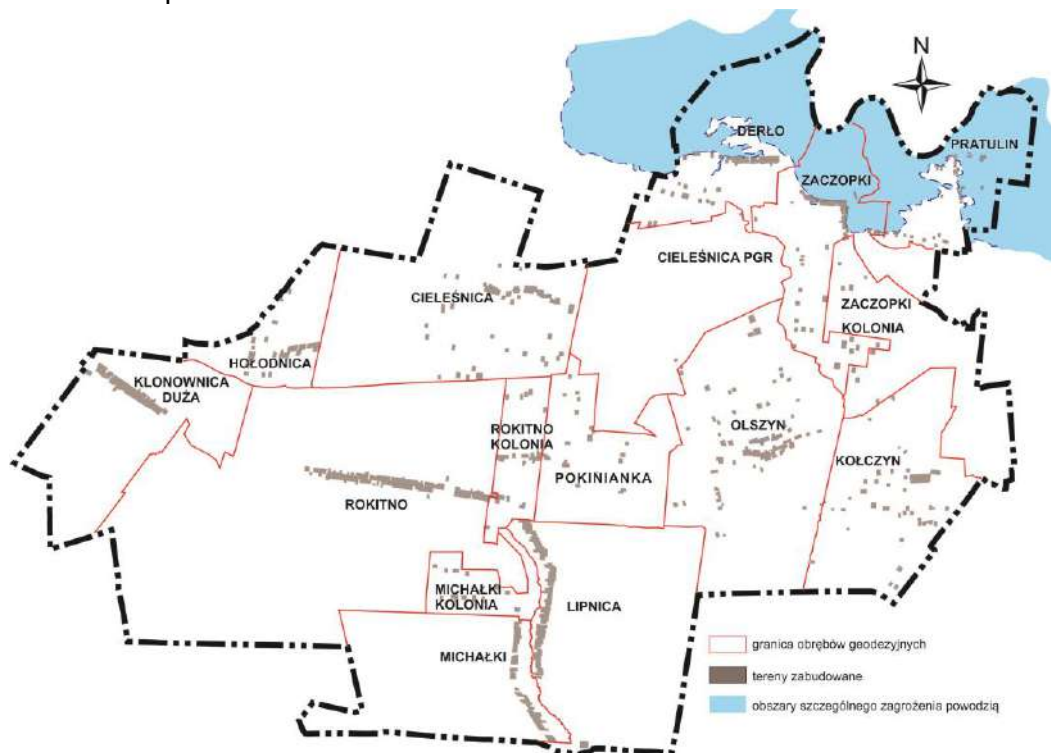 N
DERŁO
PRATULIN
ZACZOPKI
CIELEŚNICA PGR
CIELEŚNICA
ZACZOPKI
KOLONIA
HOŁODNICA
KLONOWNICA
DUŻA
ROKITNO
KOLONIA
OLSZYN
POKINIANKA
KOŁCZYN
ROKITNO
MICHAŁKI
KOLONIA
LIPNICA
MICHAŁKI
granica obrębów geodezyjnych
tereny zabudowane
obszary szczególnego zagrożenia powodzią